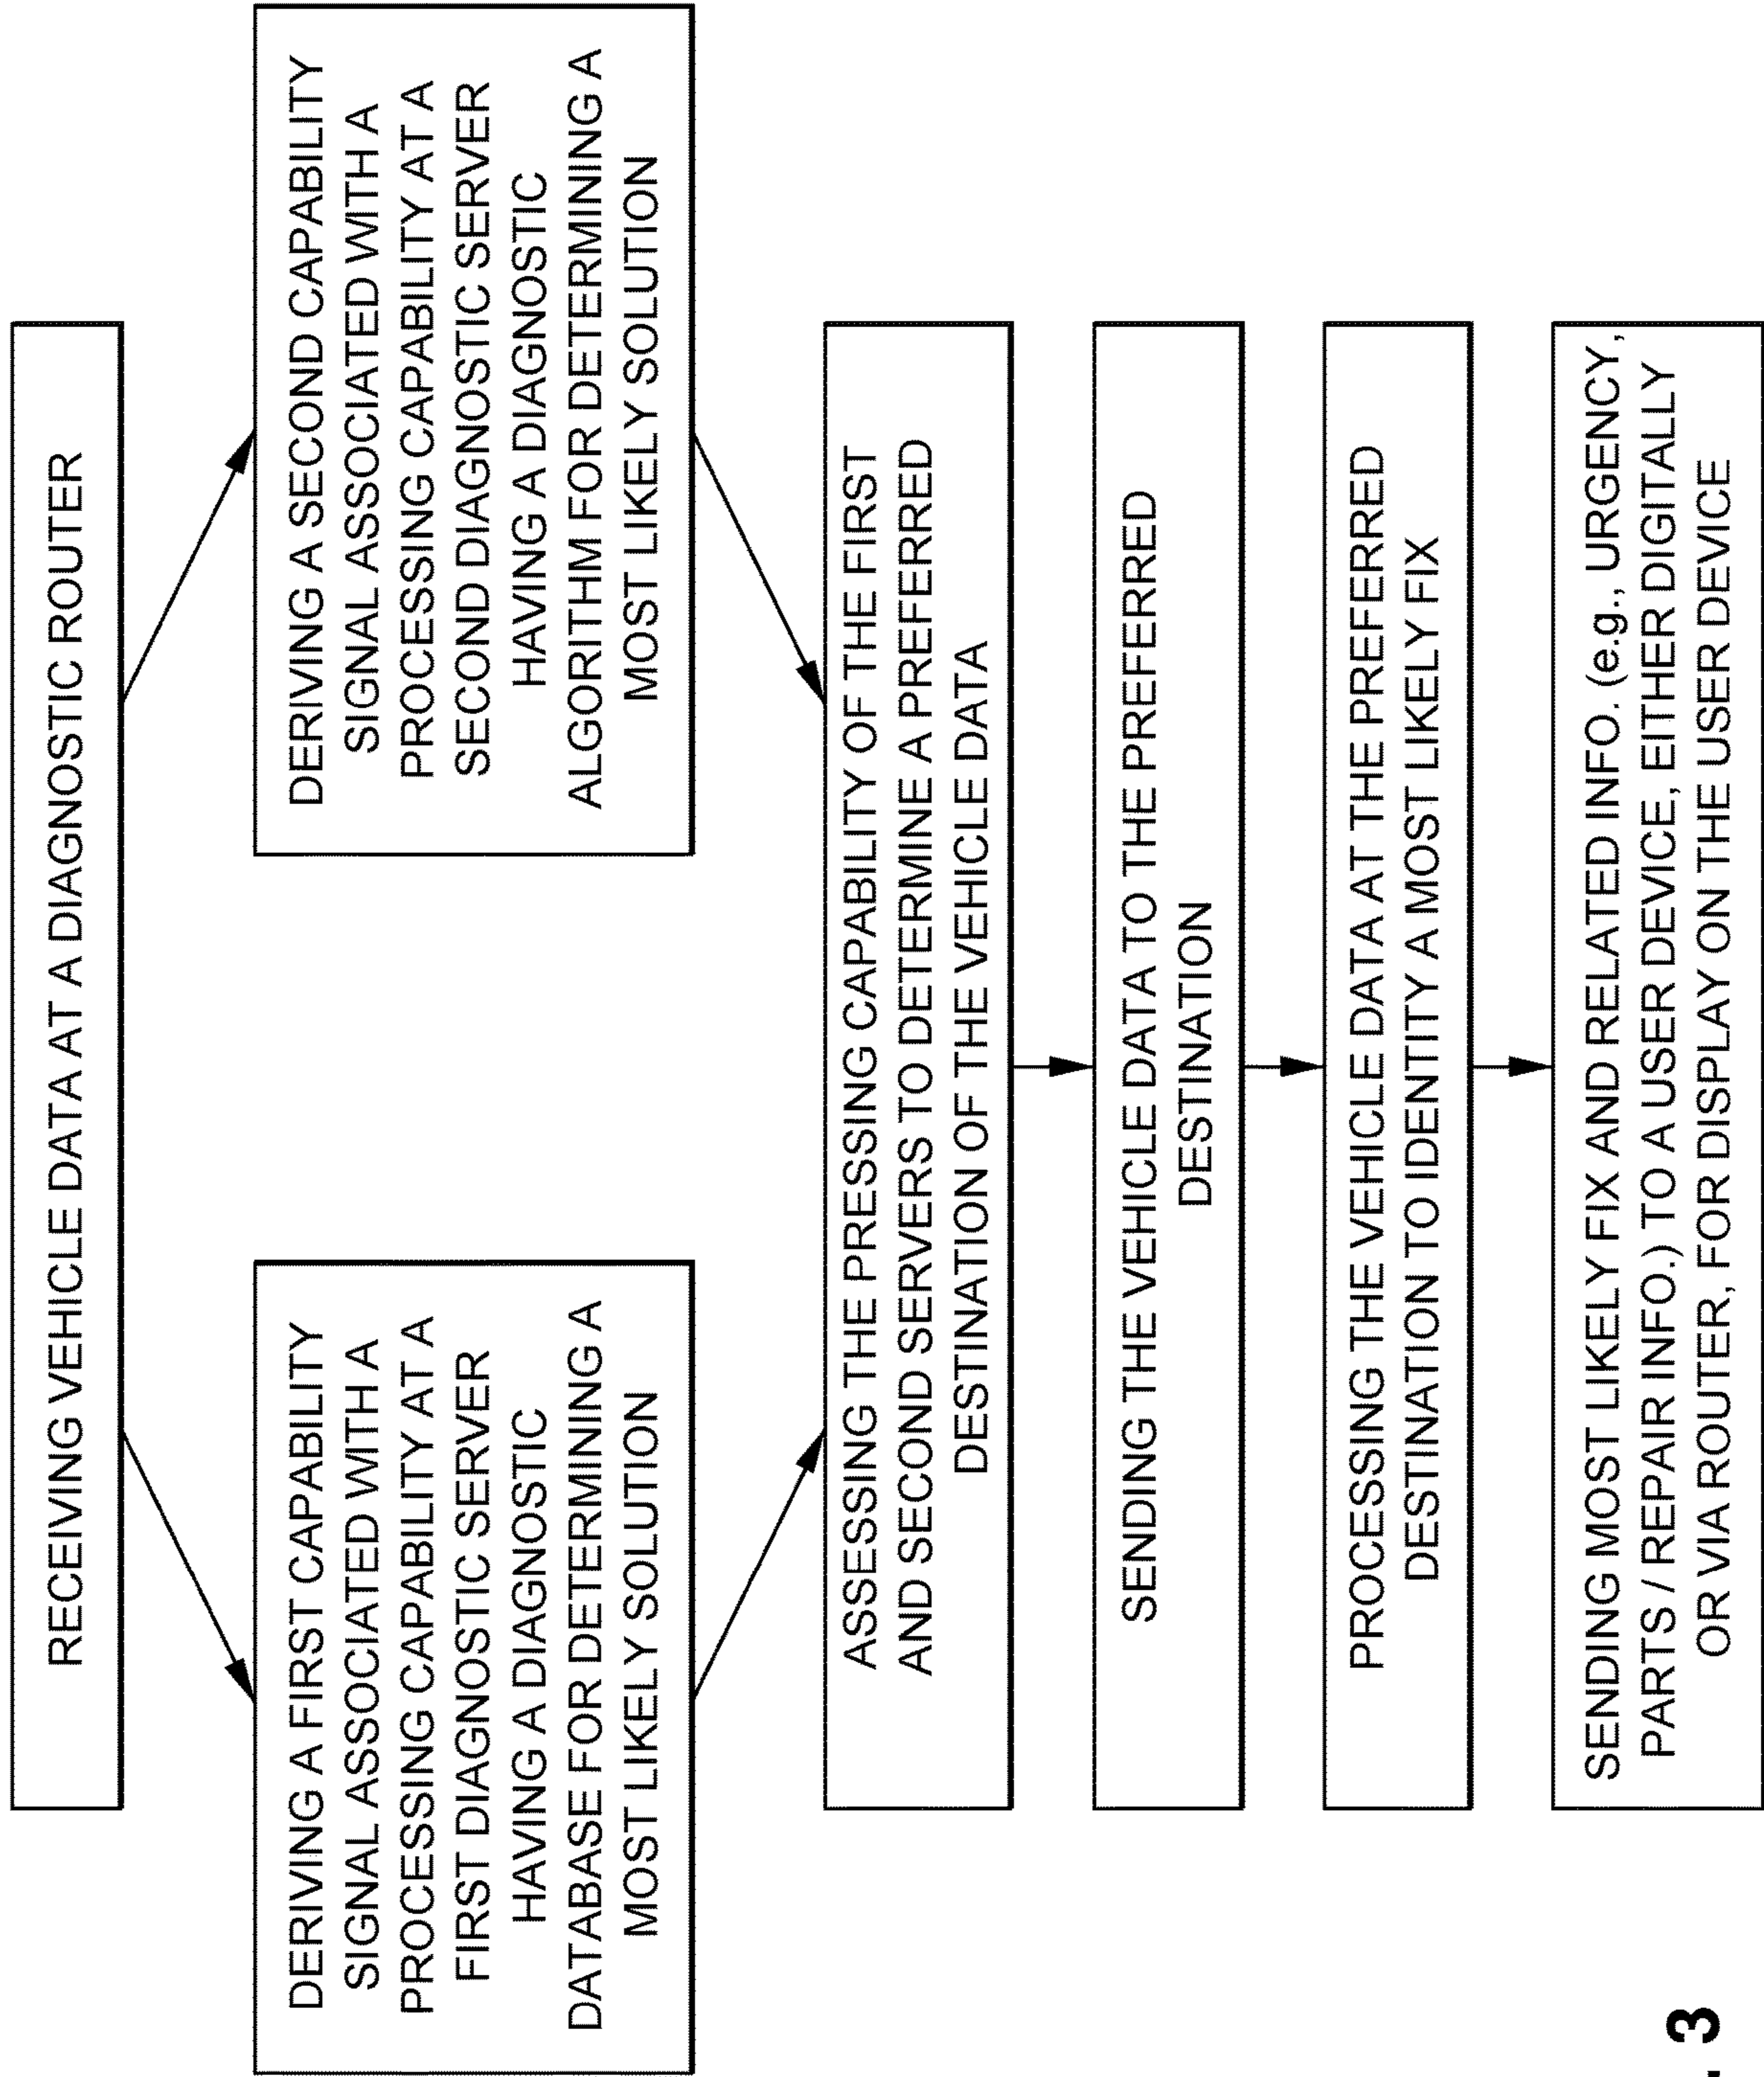 RECEIVING VEHICLE DATA AT A DIAGNOSTIC ROUTER
DERIVING A FIRST CAPABILITY
SIGNAL ASSOCIATED WITH A
PROCESSING CAPABILITY AT A
FIRST DIAGNOSTIC SERVER
HAVING A DIAGNOSTIC
DATABASE FOR DETERMINING A
MOST LIKELY SOLUTION
DERIVING A SECOND CAPABILITY
SIGNAL ASSOCIATED WITH A
PROCESSING CAPABILITY AT A
SECOND DIAGNOSTIC SERVER
HAVING A DIAGNOSTIC
ALGORITHM FOR DETERMINING A
MOST LIKELY SOLUTION
ASSESSING THE PRESSING CAPABILITY OF THE FIRST
AND SECOND SERVERS TO DETERMINE A PREFERRED
DESTINATION OF THE VEHICLE DATA
SENDING THE VEHICLE DATA TO THE PREFERRED
DESTINATION
PROCESSING THE VEHICLE DATA AT THE PREFERRED
DESTINATION TO IDENTITY A MOST LIKELY FIX
SENDING MOST LIKELY FIX AND RELATED INFO. (e.g., URGENCY,
PARTS / REPAIR INFO.) TO A USER DEVICE, EITHER DIGITALLY
OR VIA ROUTER, FOR DISPLAY ON THE USER DEVICE
. 3